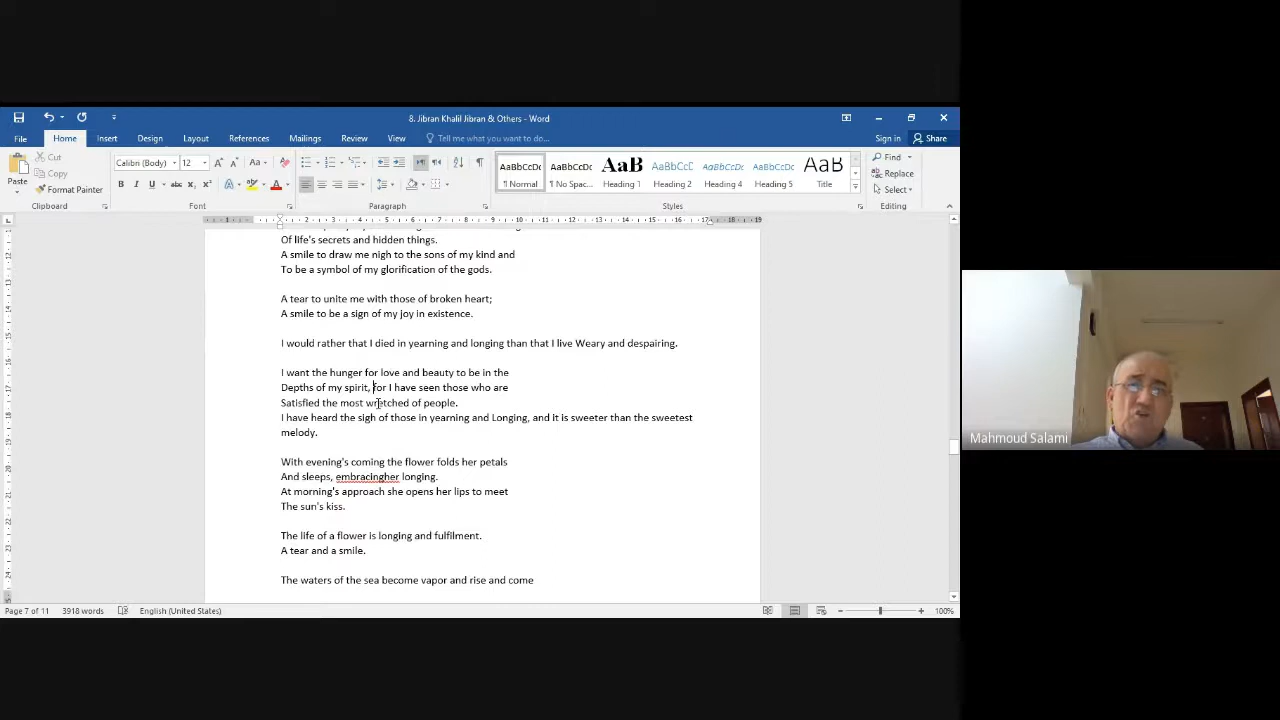 8. Jibran Khalil Jibran & Others - Word
File Home Insert Design Layout References Mailings Review View Tell me what you want to do... Sign in Share
Paste
Cut
Copy
Format Painter
Clipboard
Calibri (Body) 12
Font
Paragraph
AaBbCcDc AaBbCcDc AaB AaBbCcC AaBbCcDc AaBbCcDc AaB
¶ Normal ¶ No Spac... Heading 1 Heading 2 Heading 4 Heading 5 Title
Styles
Find
Replace
Select
Editing
Of life's secrets and hidden things.
A smile to draw me nigh to the sons of my kind and
To be a symbol of my glorification of the gods.
A tear to unite me with those of broken heart;
A smile to be a sign of my joy in existence.
I would rather that I died in yearning and longing than that I live Weary and despairing.
I want the hunger for love and beauty to be in the
Depths of my spirit, for I have seen those who are
Satisfied the most wretched of people.
I have heard the sigh of those in yearning and Longing, and it is sweeter than the sweetest
melody.
With evening's coming the flower folds her petals
And sleeps, embracingher longing.
At morning's approach she opens her lips to meet
The sun's kiss.
The life of a flower is longing and fulfilment.
A tear and a smile.
The waters of the sea become vapor and rise and come
Page 7 of 11 3918 words English (United States) 100%
Mahmoud Salami